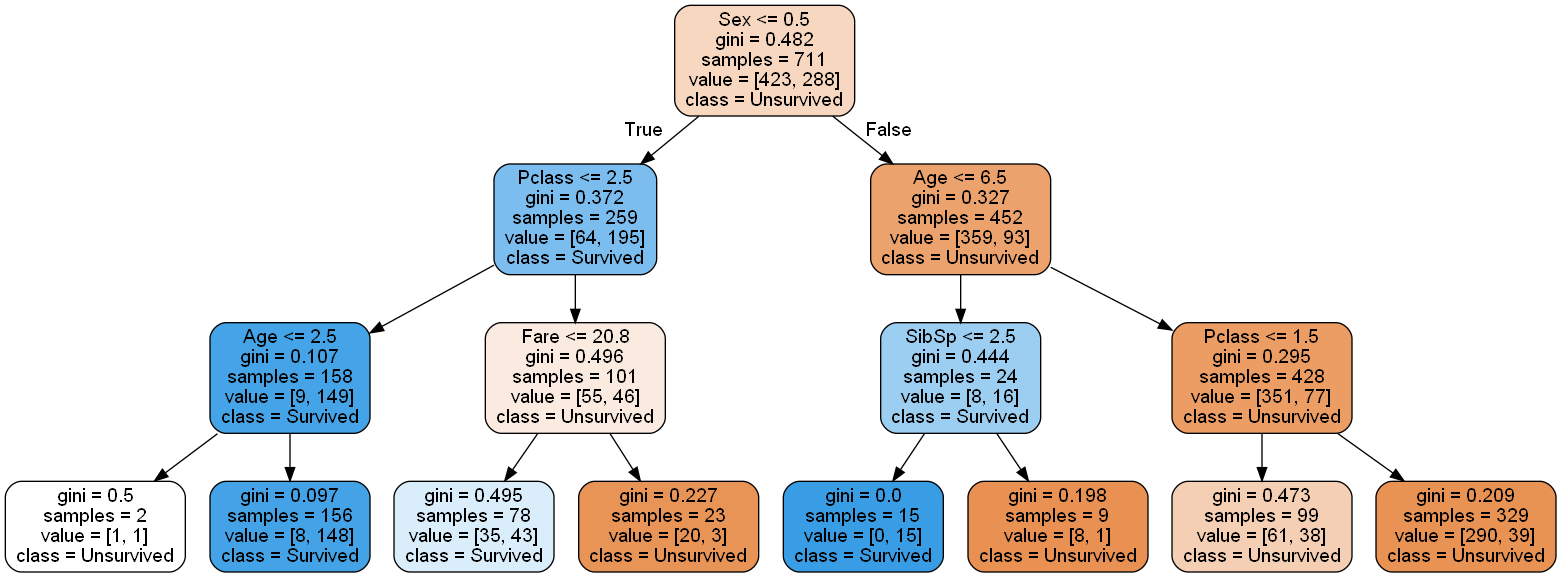 Sex <= 0.5
gini = 0.482
samples = 711
value = [423, 288]
class = Unsurvived
True
False
Pclass <= 2.5
gini = 0.372
samples = 259
value = [64, 195]
class = Survived
Age <= 6.5
gini = 0.327
samples = 452
value = [359, 93]
class = Unsurvived
Age <= 2.5
gini = 0.107
samples = 158
value = [9, 149]
class = Survived
Fare <= 20.8
gini = 0.496
samples = 101
value = [55, 46]
class = Unsurvived
SibSp <= 2.5
gini = 0.444
samples = 24
value = [8, 16]
class = Survived
Pclass <= 1.5
gini = 0.295
samples = 428
value = [351, 77]
class = Unsurvived
gini = 0.5
samples = 2
value = [1, 1]
class = Unsurvived
gini = 0.097
samples = 156
value = [8, 148]
class = Survived
gini = 0.495
samples = 78
value = [35, 43]
class = Survived
gini = 0.227
samples = 23
value = [20, 3]
class = Unsurvived
gini = 0.0
samples = 15
value = [0, 15]
class = Survived
gini = 0.198
samples = 9
value = [8, 1]
class = Unsurvived
gini = 0.473
samples = 99
value = [61, 38]
class = Unsurvived
gini = 0.209
samples = 329
value = [290, 39]
class = Unsurvived